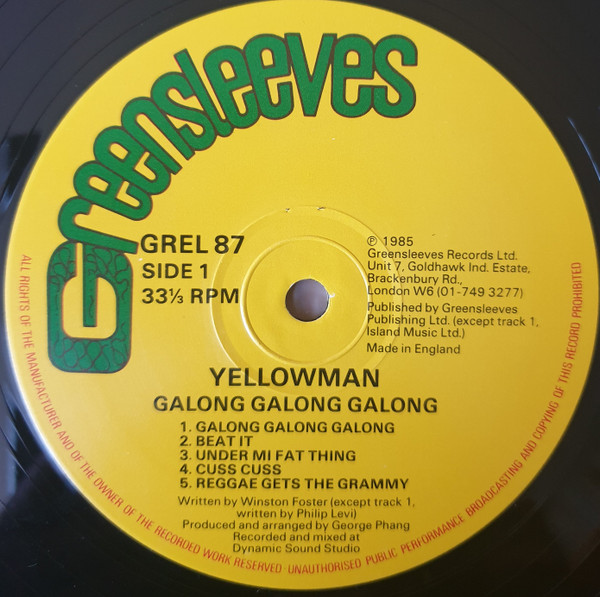 Greensleeves
GREL 87
SIDE 1
33⅓ RPM
℗ 1985
Greensleeves Records Ltd.
Unit 7, Goldhawk Ind. Estate,
Brackenbury Rd.,
London W6 (01-749 3277)
Published by Greensleeves
Publishing Ltd. (except track 1,
Island Music Ltd.)
Made in England
YELLOWMAN
GALONG GALONG GALONG
1. GALONG GALONG GALONG
2. BEAT IT
3. UNDER MI FAT THING
4. CUSS CUSS
5. REGGAE GETS THE GRAMMY
Written by Winston Foster (except track 1,
written by Philip Levi)
Produced and arranged by George Phang
Recorded and mixed at
Dynamic Sound Studio
ALL RIGHTS OF THE MANUFACTURER AND OF THE OWNER OF THE RECORDED WORK RESERVED · UNAUTHORISED PUBLIC PERFORMANCE BROADCASTING AND COPYING OF THIS RECORD PROHIBITED